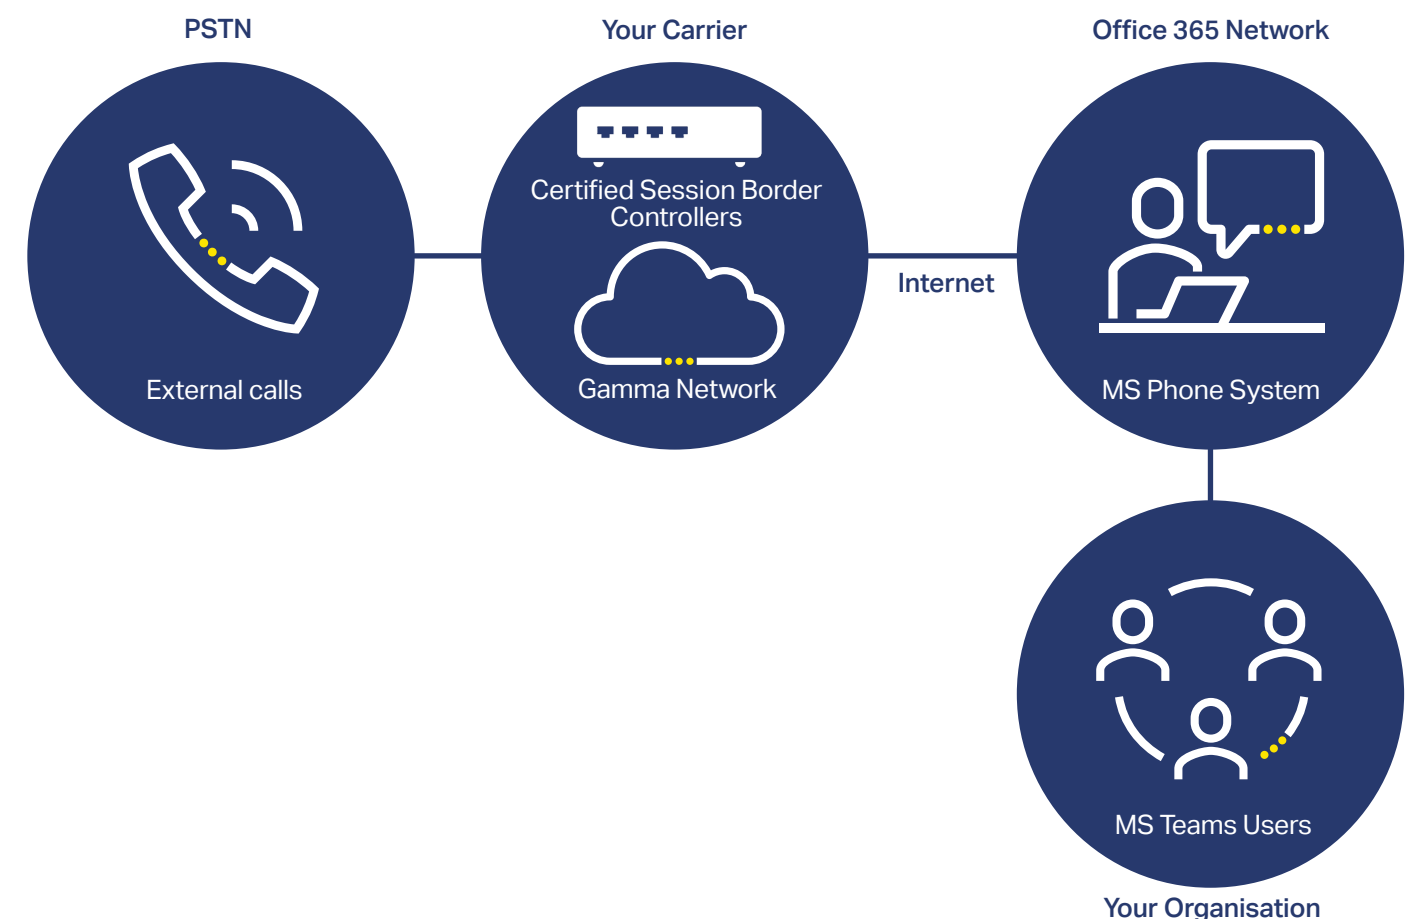 PSTN
Your Carrier
Office 365 Network
Certified Session Border
Controllers
Internet
External calls
Gamma Network
MS Phone System
MS Teams Users
Your Organisation